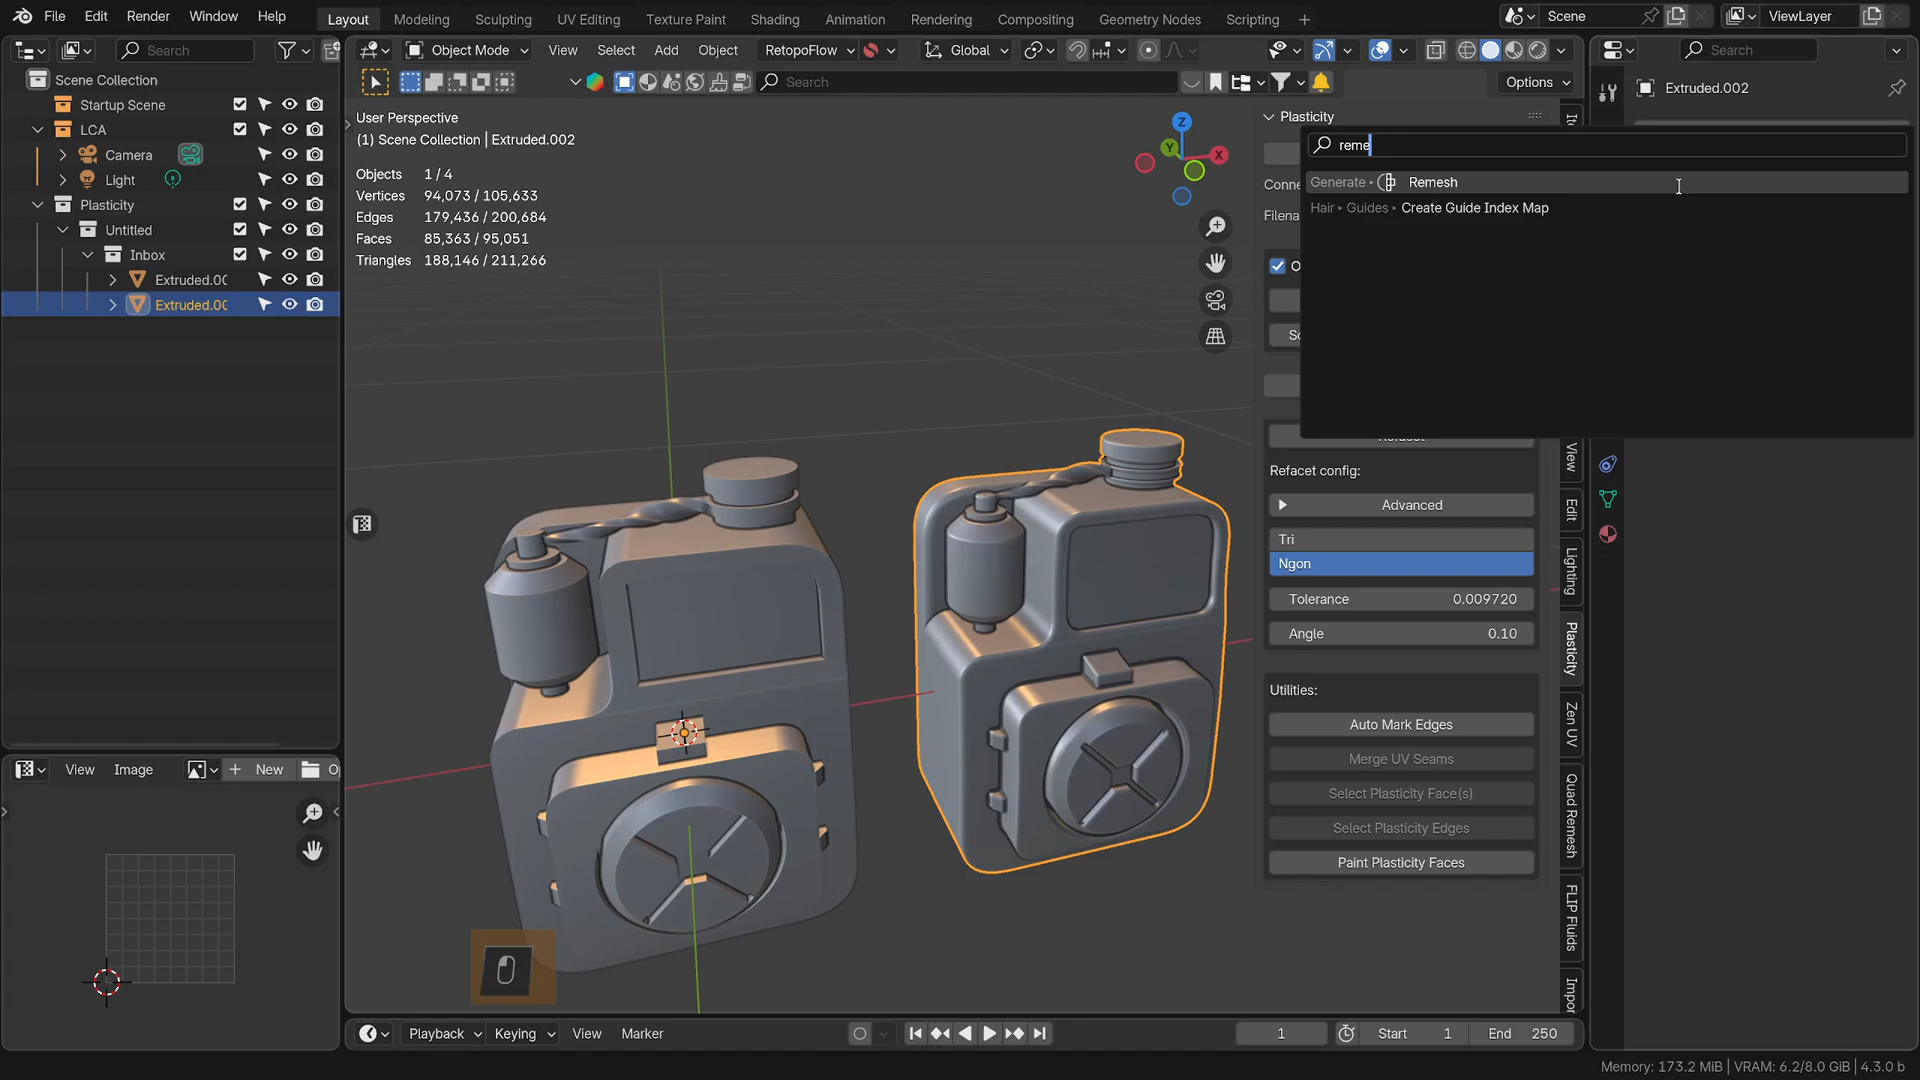 File Edit Render Window Help
Layout Modeling Sculpting UV Editing Texture Paint Shading Animation Rendering Compositing Geometry Nodes Scripting +
Scene
ViewLayer
Search
Object Mode View Select Add Object RetopoFlow Global
Search
Search
Options
Scene Collection
Startup Scene
LCA
Camera
Light
Plasticity
Untitled
Inbox
Extruded.00
Extruded.00
User Perspective
(1) Scene Collection | Extruded.002
Objects 1 / 4
Vertices 94,073 / 105,633
Edges 179,436 / 200,684
Faces 85,363 / 95,051
Triangles 188,146 / 211,266
Z
Y
X
Plasticity
Conne
Filena
O
Sc
Extruded.002
reme
Generate Remesh
Hair Guides Create Guide Index Map
Refacet config:
Advanced
Tri
Ngon
Tolerance 0.009720
Angle 0.10
Utilities:
Auto Mark Edges
Merge UV Seams
Select Plasticity Face(s)
Select Plasticity Edges
Paint Plasticity Faces
View
Edit
Lighting
Plasticity
Zen UV
Quad Remesh
FLIP Fluids
Impor
View Image + New O
Playback Keying View Marker
1
Start 1
End 250
Memory: 173.2 MiB | VRAM: 6.2/8.0 GiB | 4.3.0 b